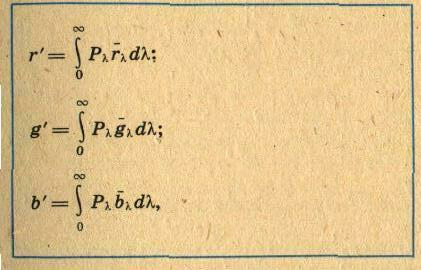 r′ = ∫₀^∞ P_λ r̄_λ dλ;
g′ = ∫₀^∞ P_λ ḡ_λ dλ;
b′ = ∫₀^∞ P_λ b̄_λ dλ,